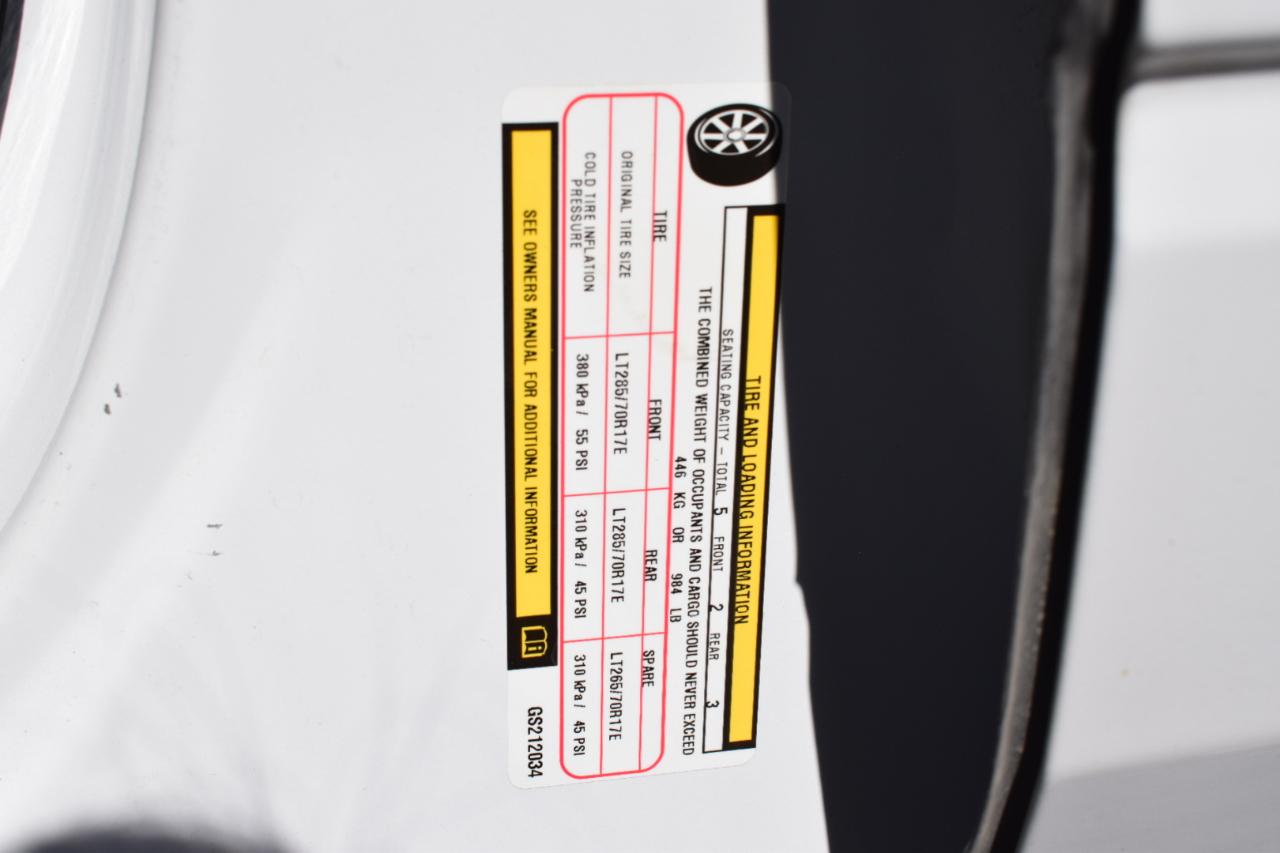 TIRE AND LOADING INFORMATION
SEATING CAPACITY – TOTAL 5 FRONT 2 REAR 3
THE COMBINED WEIGHT OF OCCUPANTS AND CARGO SHOULD NEVER EXCEED
446 KG OR 984 LB
TIRE FRONT REAR SPARE
ORIGINAL TIRE SIZE LT285/70R17E LT285/70R17E LT265/70R17E
COLD TIRE INFLATION
PRESSURE 380 kPa / 55 PSI 310 kPa / 45 PSI 310 kPa / 45 PSI
SEE OWNERS MANUAL FOR ADDITIONAL INFORMATION
GS212034